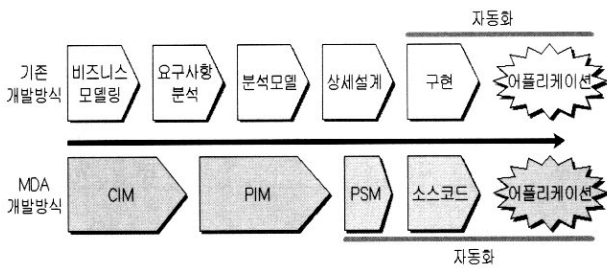 자동화
기존
개발방식
비즈니스
모델링
요구사항
분석
분석모델
상세설계
구현
어플리케이션
MDA
개발방식
CIM
PIM
PSM
소스코드
어플리케이션
자동화